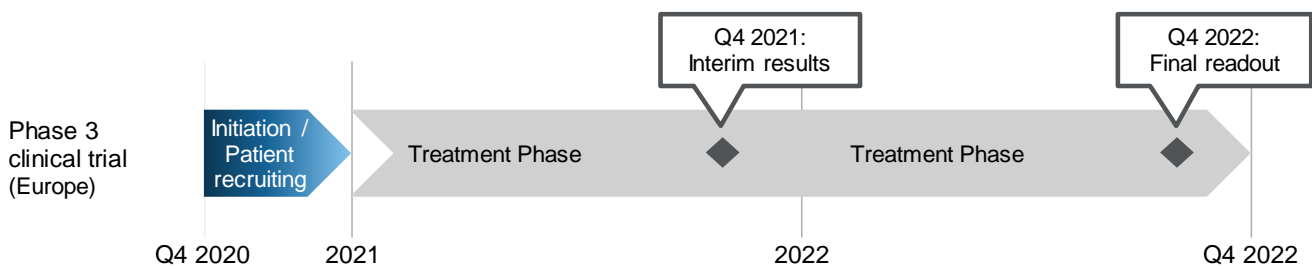 Q4 2021:
Interim results
Q4 2022:
Final readout
Phase 3
clinical trial
(Europe)
Initiation /
Patient
recruiting
Treatment Phase
Treatment Phase
Q4 2020
2021
2022
Q4 2022